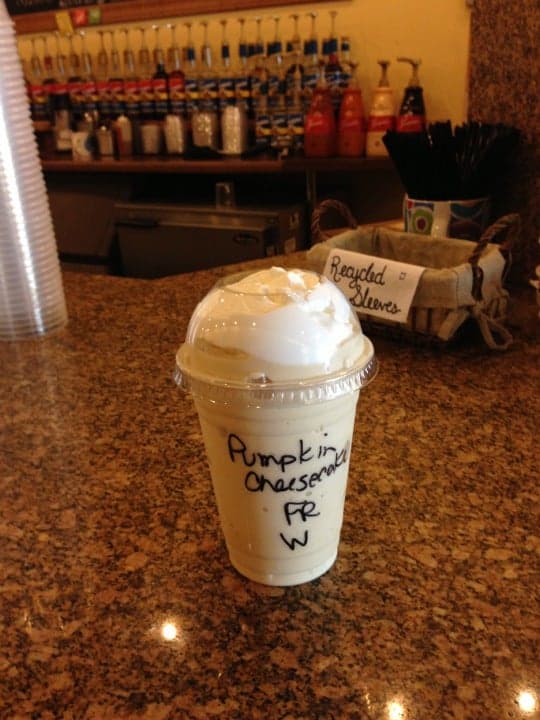 Recycled
Sleeves
Pumpkin
Cheesecake
FR
W